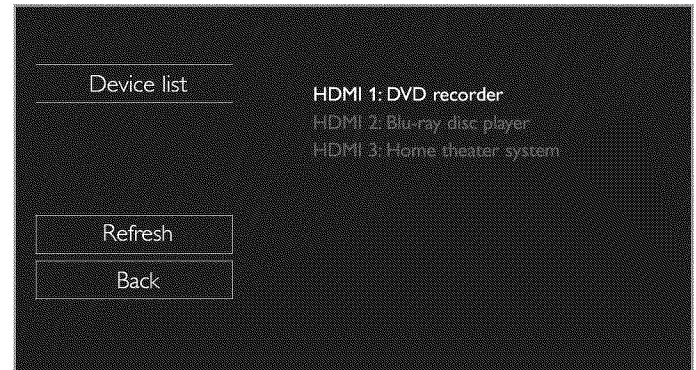 Device list
HDMI 1: DVD recorder
HDMI 2: Blu-ray disc player
HDMI 3: Home theater system
Refresh
Back